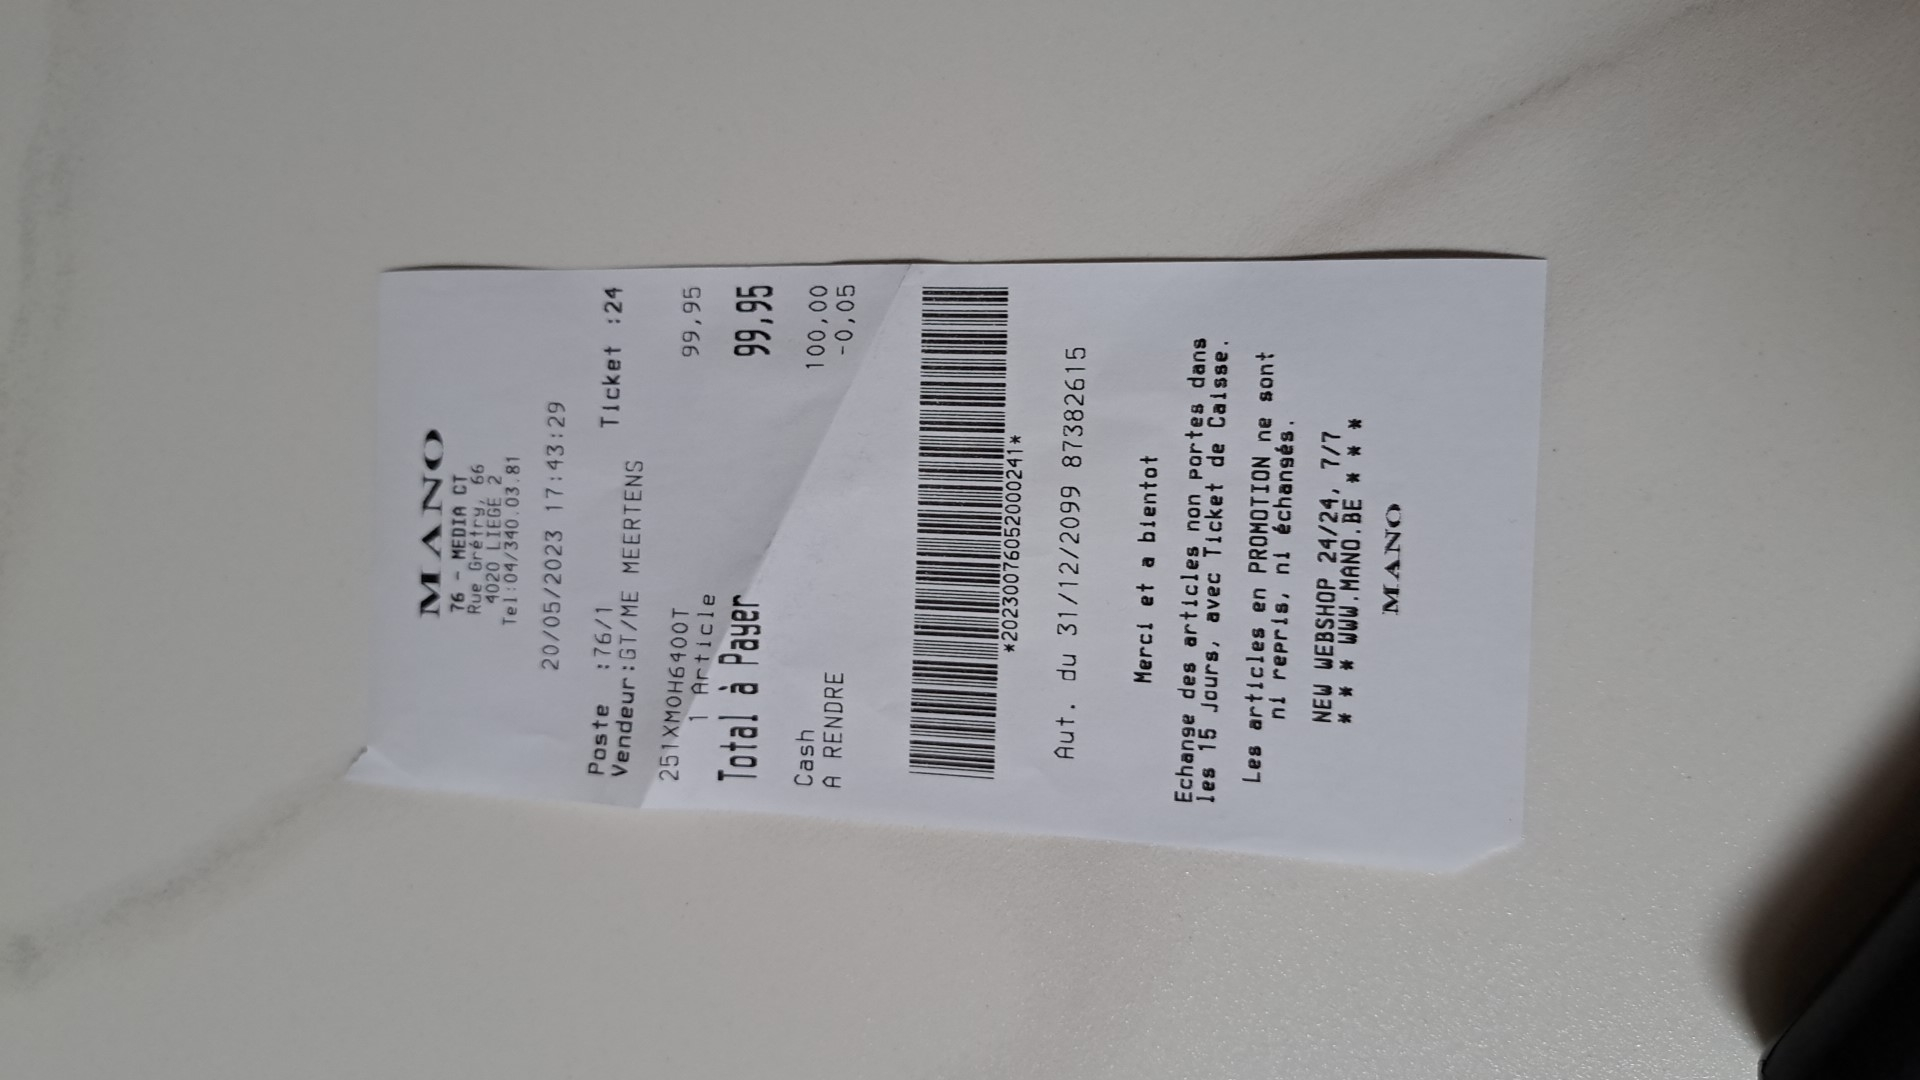 MANO
76 - MEDIA CT
Rue Grétry, 66
4020 LIEGE 2
Tel:04/340.03.81
20/05/2023 17:43:29
Poste :76/1 Ticket :24
Vendeur:GT/ME MEERTENS
251XMOH6400T 99,95
1 Article
Total à Payer 99,95
Cash 100,00
A RENDRE -0,05
*2023007605200241*
Aut. du 31/12/2099 87382615
Merci et a bientot
Echange des articles non portes dans
les 15 jours, avec Ticket de Caisse.
Les articles en PROMOTION ne sont
ni repris, ni échangés.
NEW WEBSHOP 24/24, 7/7
* * * WWW.MANO.BE * * *
MANO